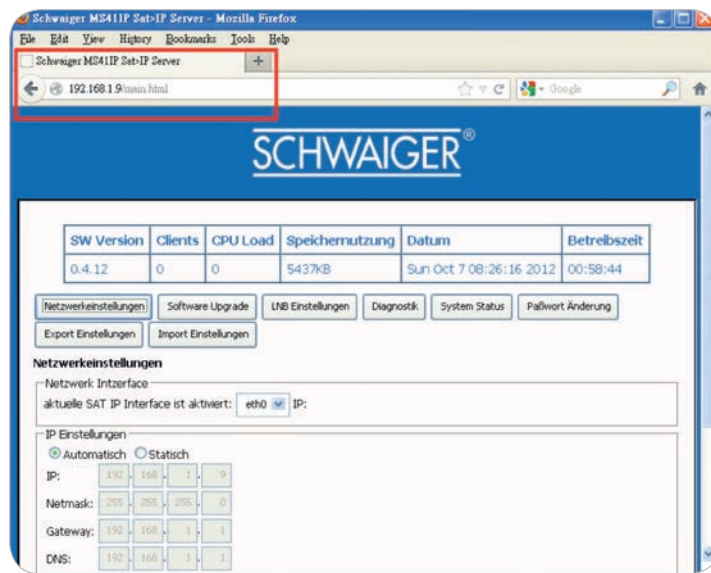 Schwaiger MS41IP Sat>IP Server - Mozilla Firefox
File Edit View History Bookmarks Tools Help
Schwaiger MS41IP Sat>IP Server +
192.168.1.9/main.html Google
SCHWAIGER®
SW Version Clients CPU Load Speichernutzung Datum Betreibszeit
0.4.12 0 0 5437KB Sun Oct 7 08:26:16 2012 00:58:44
Netzwerkeinstellungen Software Upgrade LNB Einstellungen Diagnostik System Status Paßwort Änderung
Export Einstellungen Import Einstellungen
Netzwerkeinstellungen
Netzwerk Intzerface
aktuelle SAT IP Interface ist aktiviert: eth0 IP:
IP Einstellungen
Automatisch Statisch
IP: 192 . 168 . 1 . 9
Netmask: 255 . 255 . 255 . 0
Gateway: 192 . 168 . 1 . 1
DNS: 192 . 168 . 1 . 1